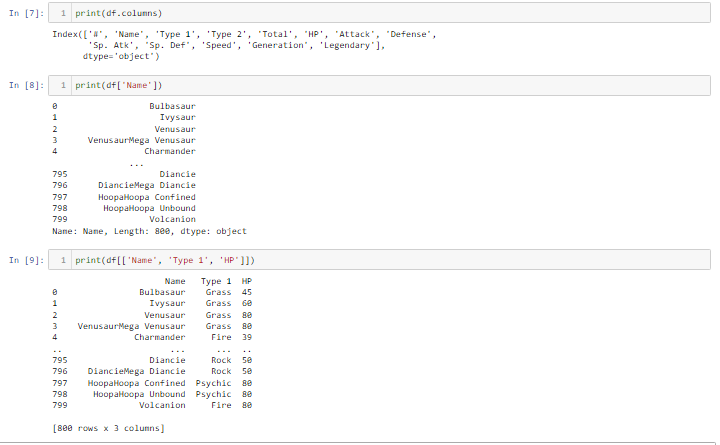 In [7]: 1 print(df.columns)
Index(['#', 'Name', 'Type 1', 'Type 2', 'Total', 'HP', 'Attack', 'Defense',
'Sp. Atk', 'Sp. Def', 'Speed', 'Generation', 'Legendary'],
dtype='object')
In [8]: 1 print(df['Name'])
0 Bulbasaur
1 Ivysaur
2 Venusaur
3 VenusaurMega Venusaur
4 Charmander
...
795 Diancie
796 DiancieMega Diancie
797 HoopaHoopa Confined
798 HoopaHoopa Unbound
799 Volcanion
Name: Name, Length: 800, dtype: object
In [9]: 1 print(df[['Name', 'Type 1', 'HP']])
Name Type 1 HP
0 Bulbasaur Grass 45
1 Ivysaur Grass 60
2 Venusaur Grass 80
3 VenusaurMega Venusaur Grass 80
4 Charmander Fire 39
.. ... ... ..
795 Diancie Rock 50
796 DiancieMega Diancie Rock 50
797 HoopaHoopa Confined Psychic 80
798 HoopaHoopa Unbound Psychic 80
799 Volcanion Fire 80
[800 rows x 3 columns]